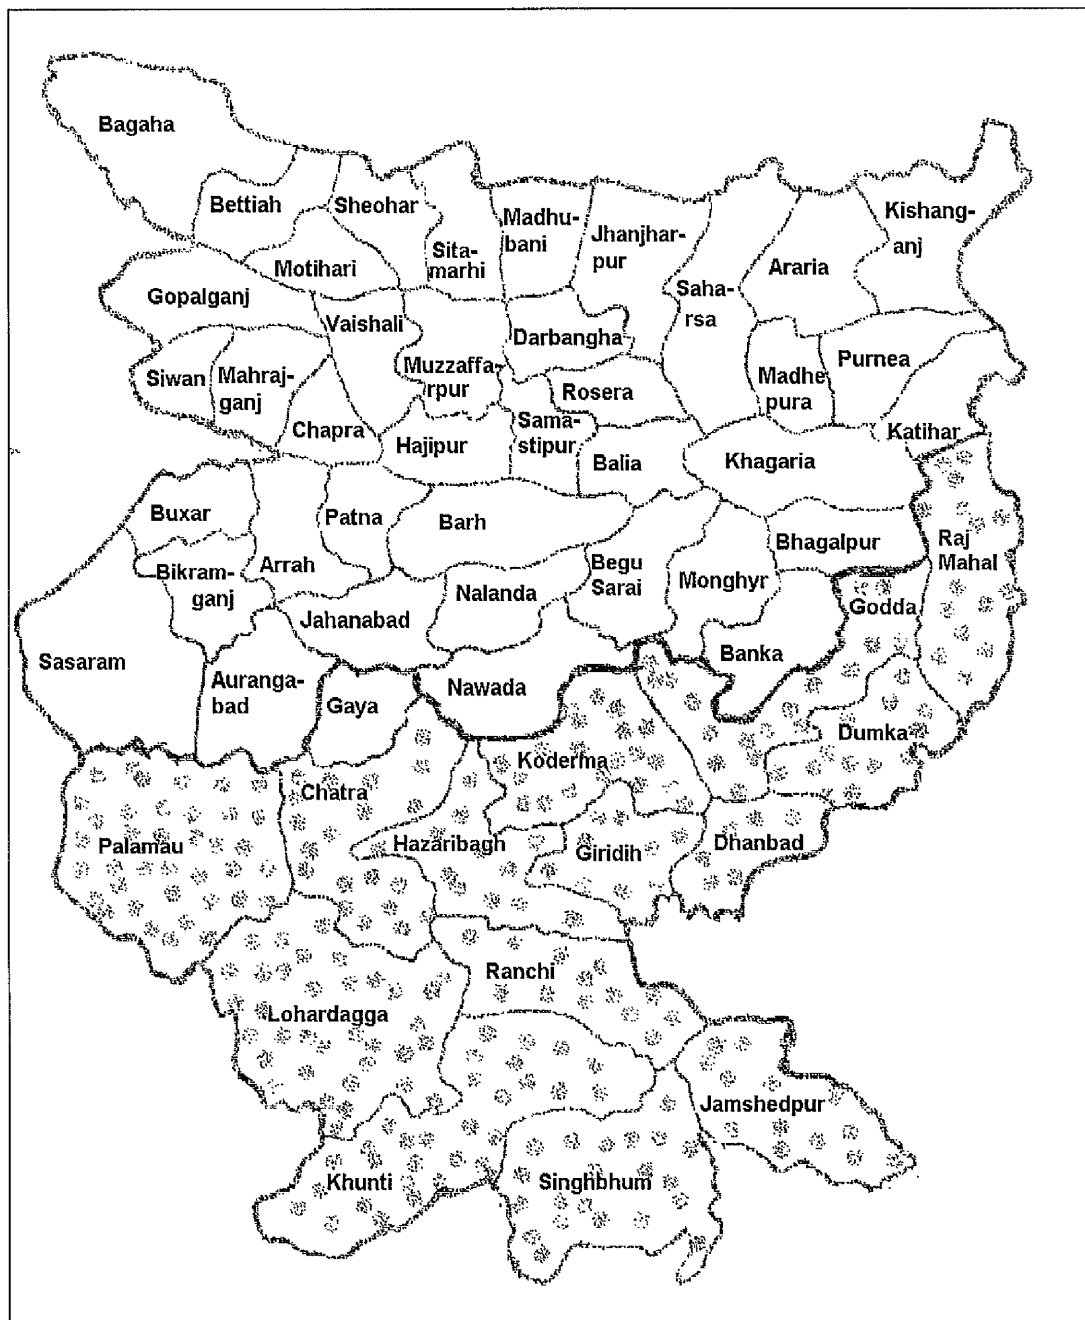 Bagaha
Bettiah
Sheohar
Madhu-
bani
Kishang-
anj
Jhanjhar-
pur
Sita-
marhi
Motihari
Araria
Gopalganj
Saha-
rsa
Vaishali
Darbangha
Siwan
Mahraj-
ganj
Muzzaffa-
rpur
Rosera
Madhe
pura
Purnea
Chapra
Hajipur
Sama-
stipur
Balia
Khagaria
Katihar
Buxar
Patna
Barh
Bhagalpur
Raj
Mahal
Bikram-
ganj
Arrah
Begu
Sarai
Monghyr
Nalanda
Godda
Jahanabad
Sasaram
Auranga-
bad
Gaya
Nawada
Banka
Dumka
Koderma
Chatra
Palamau
Hazaribagh
Giridih
Dhanbad
Ranchi
Lohardagga
Jamshedpur
Khunti
Singhbhum